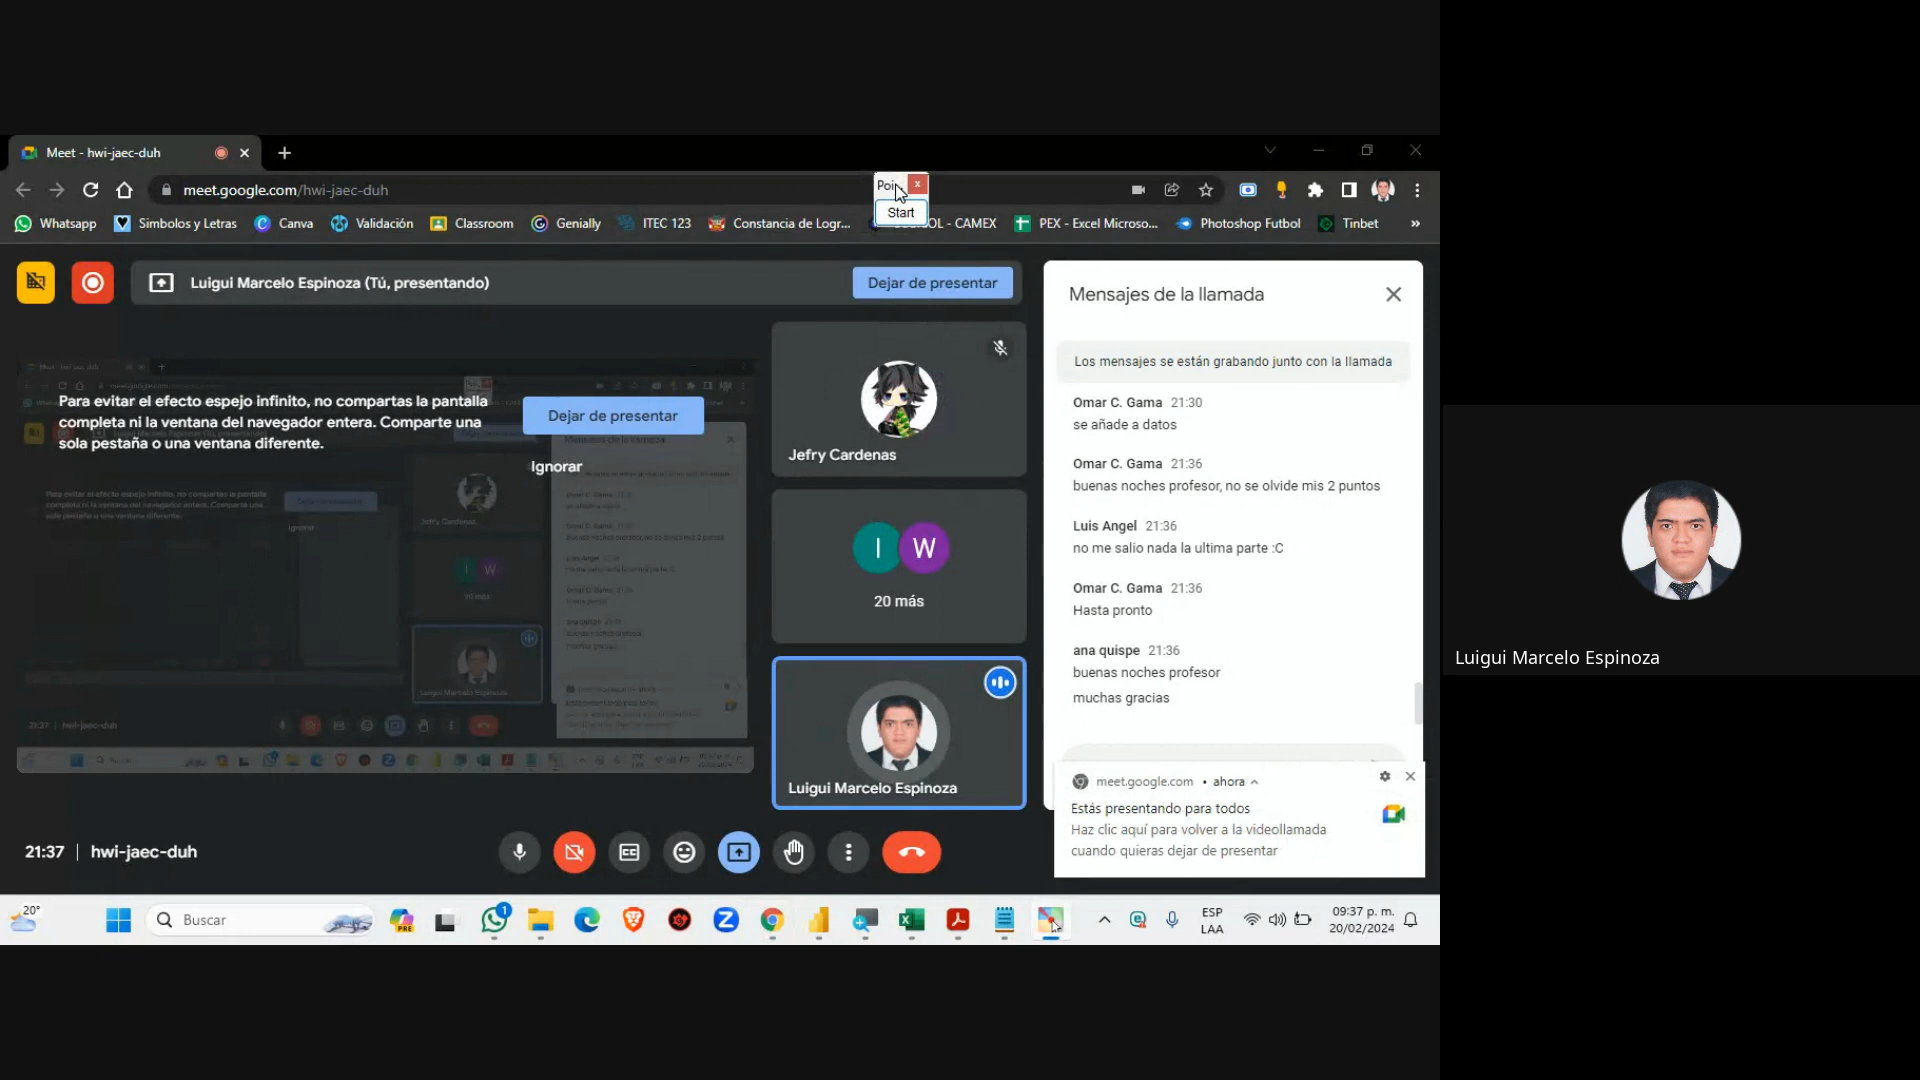 Meet - hwi-jaec-duh
meet.google.com/hwi-jaec-duh
Poi...
Start
Whatsapp
Simbolos y Letras
Canva
Validación
Classroom
Genially
ITEC 123
Constancia de Logr...
- CAMEX
PEX - Excel Microso...
Photoshop Futbol
Tinbet
»
Luigui Marcelo Espinoza (Tú, presentando)
Dejar de presentar
Para evitar el efecto espejo infinito, no compartas la pantalla
completa ni la ventana del navegador entera. Comparte una
sola pestaña o una ventana diferente.
Dejar de presentar
Ignorar
Jefry Cardenas
I W
20 más
Luigui Marcelo Espinoza
Mensajes de la llamada
Los mensajes se están grabando junto con la llamada
Omar C. Gama 21:30
se añade a datos
Omar C. Gama 21:36
buenas noches profesor, no se olvide mis 2 puntos
Luis Angel 21:36
no me salio nada la ultima parte :C
Omar C. Gama 21:36
Hasta pronto
ana quispe 21:36
buenas noches profesor
muchas gracias
meet.google.com • ahora
Estás presentando para todos
Haz clic aquí para volver a la videollamada
cuando quieras dejar de presentar
21:37 | hwi-jaec-duh
20°
Buscar
PRE
1
ESP
LAA
09:37 p. m.
20/02/2024
Luigui Marcelo Espinoza